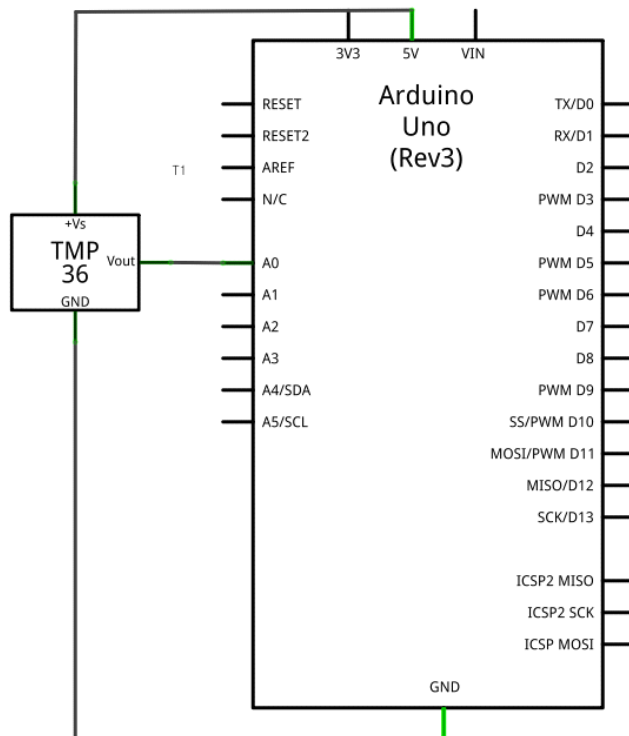 3V3 5V VIN
Arduino
Uno
(Rev3)
RESET
RESET2
AREF
N/C
A0
A1
A2
A3
A4/SDA
A5/SCL
TX/D0
RX/D1
D2
PWM D3
D4
PWM D5
PWM D6
D7
D8
PWM D9
SS/PWM D10
MOSI/PWM D11
MISO/D12
SCK/D13
ICSP2 MISO
ICSP2 SCK
ICSP MOSI
GND
T1
+Vs
TMP
36
Vout
GND